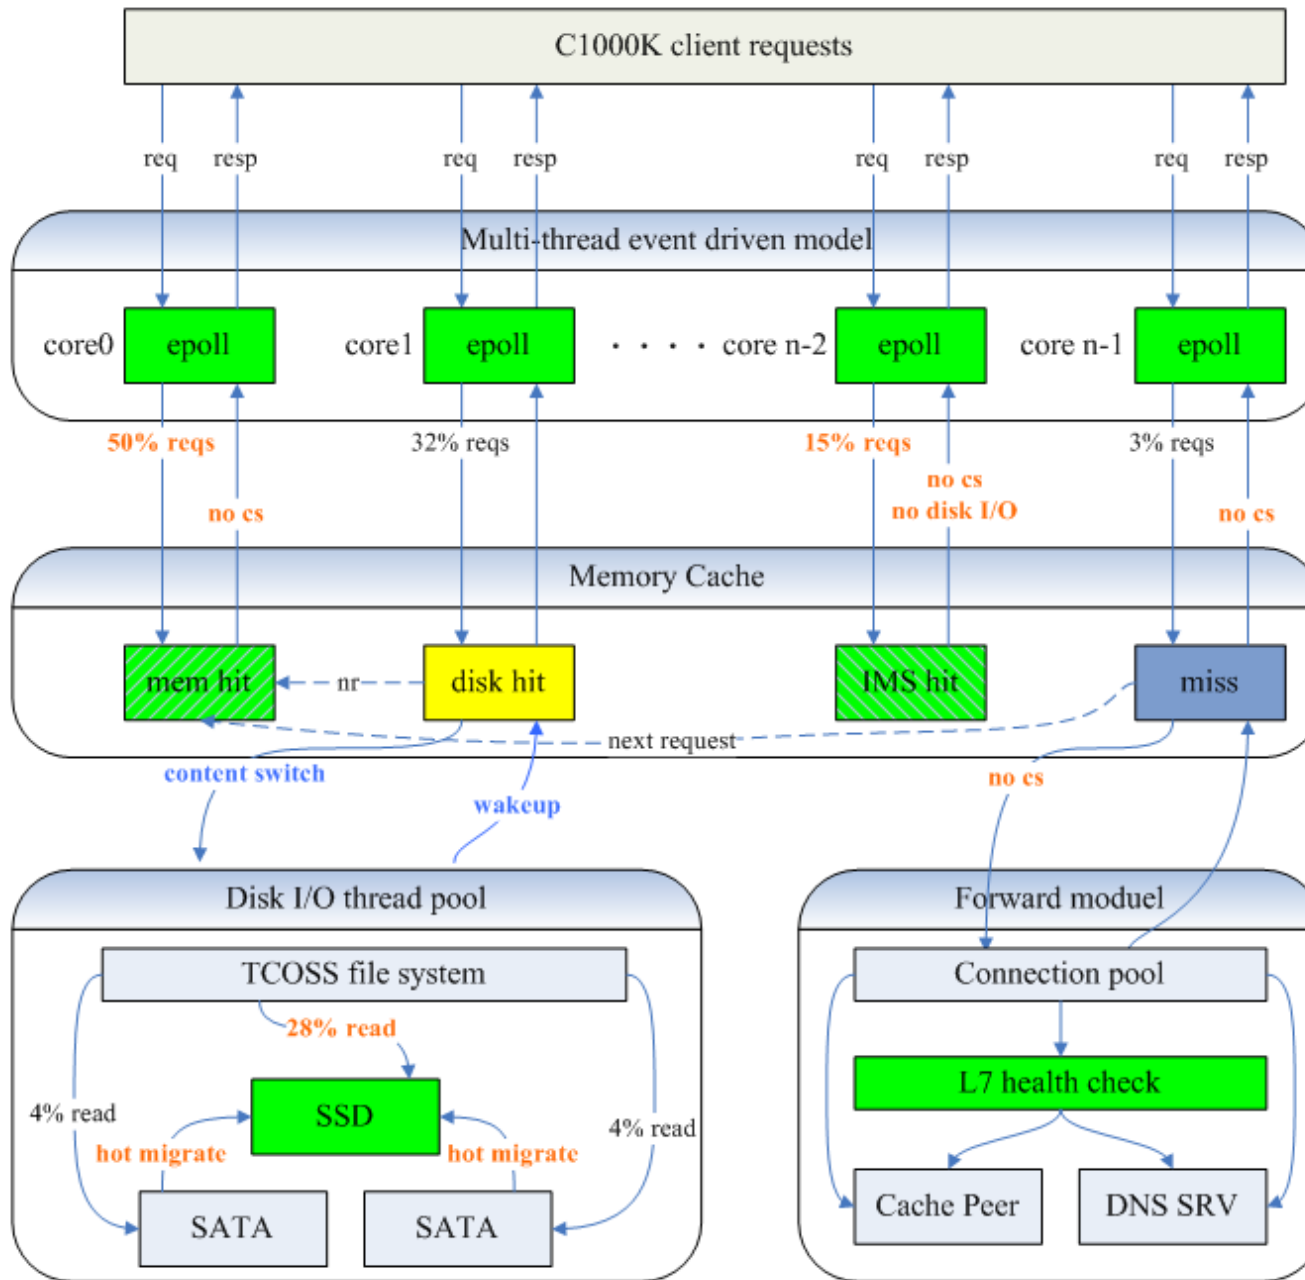 C1000K client requests
req
resp
req
resp
req
resp
req
resp
Multi-thread event driven model
core0
epoll
core1
epoll
· · · ·
core n-2
epoll
core n-1
epoll
50% reqs
32% reqs
15% reqs
3% reqs
no cs
no cs
no disk I/O
no cs
Memory Cache
mem hit
nr
disk hit
IMS hit
miss
next request
content switch
wakeup
no cs
Disk I/O thread pool
Forward moduel
TCOSS file system
Connection pool
28% read
L7 health check
4% read
SSD
4% read
hot migrate
hot migrate
SATA
SATA
Cache Peer
DNS SRV